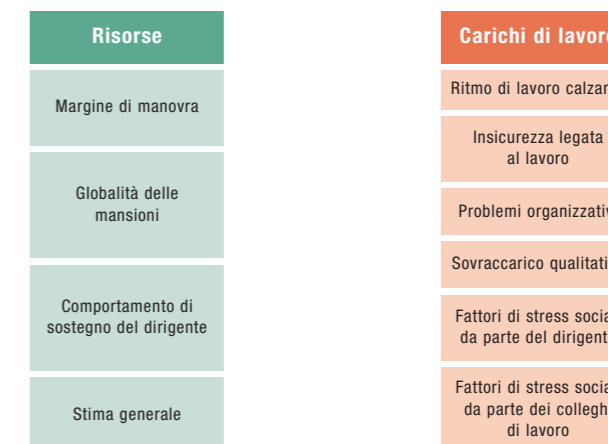 Risorse
Margine di manovra
Globalità delle
mansioni
Comportamento di
sostegno del dirigente
Stima generale
Carichi di lavoro
Ritmo di lavoro calzan
Insicurezza legata
al lavoro
Problemi organizzativ
Sovraccarico qualitati
Fattori di stress socia
da parte del dirigent
Fattori di stress socia
da parte dei collegh
di lavoro